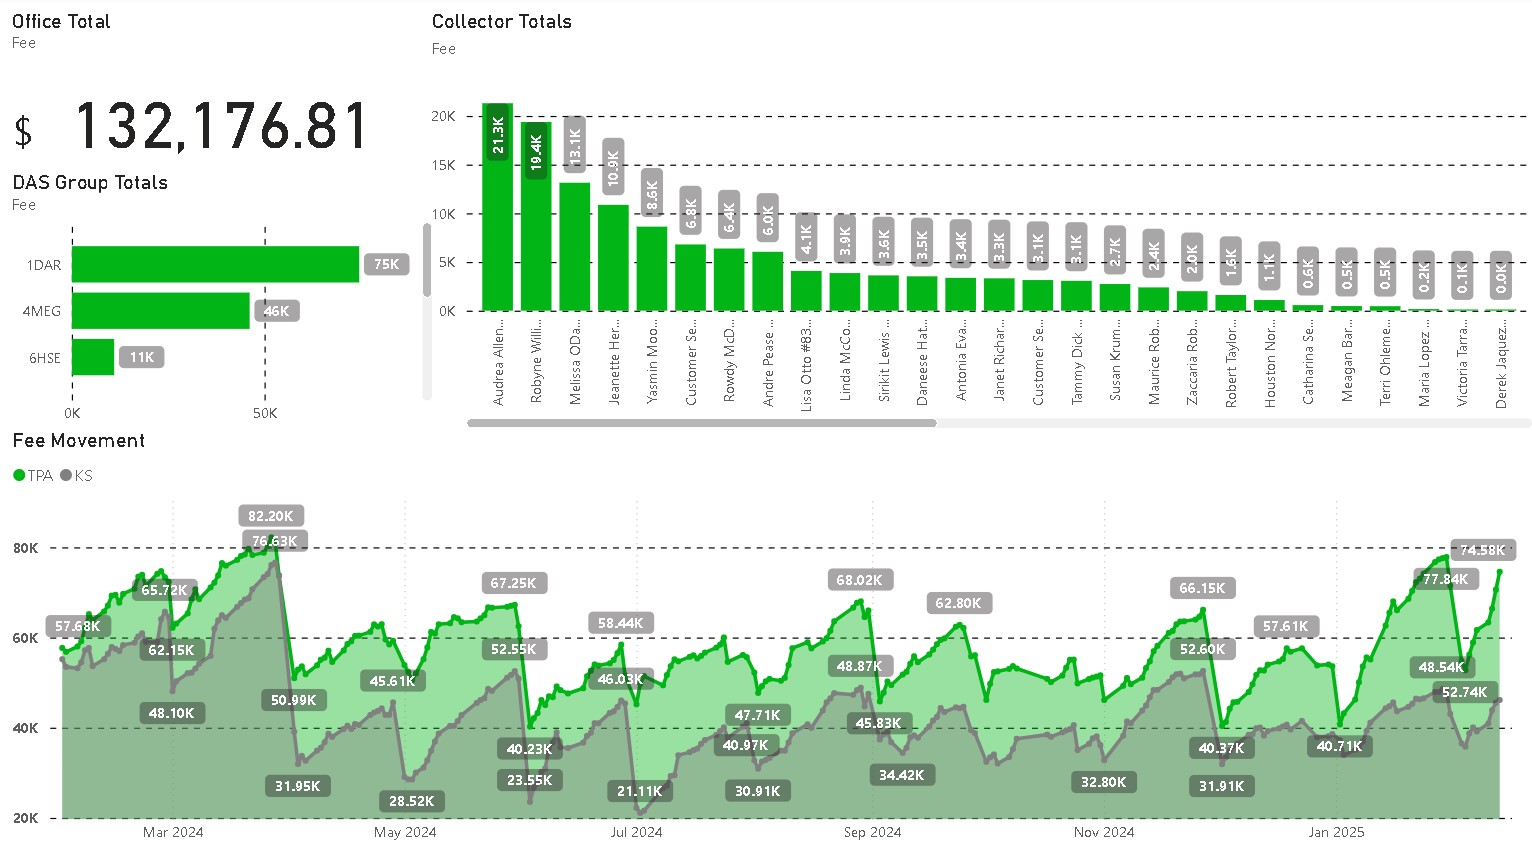 Office Total
Fee
$ 132,176.81
DAS Group Totals
Fee
1DAR 75K
4MEG 46K
6HSE 11K
0K 50K
Collector Totals
Fee
20K
15K
10K
5K
0K
21.3K
19.4K
13.1K
10.9K
8.6K
6.8K
6.4K
6.0K
4.1K
3.9K
3.6K
3.5K
3.4K
3.3K
3.1K
3.1K
2.7K
2.4K
2.0K
1.6K
1.1K
0.6K
0.5K
0.5K
0.2K
0.1K
0.0K
Audrea Allen...
Robyne Willi...
Melissa ODa...
Jeanette Her...
Yasmin Moo...
Customer Se...
Rowdy McD...
Andre Pease ...
Lisa Otto #83...
Linda McCo...
Sirikit Lewis ...
Daneese Hat...
Antonia Eva...
Janet Richar...
Customer Se...
Tammy Dick ...
Susan Krum...
Maurice Rob...
Zaccaria Rob...
Robert Taylor...
Houston Nor...
Catharina Se...
Meagan Bar...
Terri Ohleme...
Maria Lopez ...
Victoria Tarra...
Derek Jaquez...
Fee Movement
TPA KS
80K
60K
40K
20K
57.68K
65.72K
62.15K
48.10K
82.20K
76.63K
50.99K
31.95K
45.61K
28.52K
67.25K
52.55K
40.23K
23.55K
58.44K
46.03K
21.11K
47.71K
40.97K
30.91K
68.02K
48.87K
45.83K
34.42K
62.80K
32.80K
66.15K
52.60K
40.37K
31.91K
57.61K
40.71K
74.58K
77.84K
48.54K
52.74K
Mar 2024 May 2024 Jul 2024 Sep 2024 Nov 2024 Jan 2025